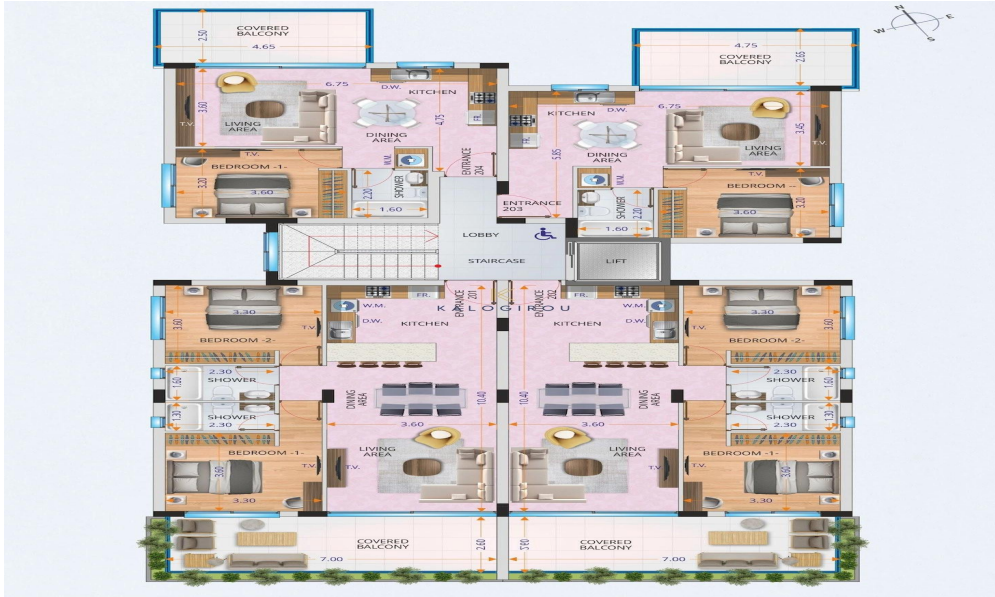 N
E
W
O
COVERED
BALCONY
2.50
4.65
4.75
COVERED
BALCONY
2.65
6.75
D.W.
KITCHEN
3.60
T.V.
LIVING
AREA
DINING
AREA
4.75
FR.
ENTRANCE
204
W.M.
T.V.
BEDROOM -1-
3.20
3.60
2.20
SHOWER
1.60
KITCHEN
D.W.
6.75
FR.
5.85
DINING
AREA
LIVING
AREA
3.45
T.V.
W.M.
T.V.
BEDROOM --
3.60
3.20
ENTRANCE
203
SHOWER
2.20
1.60
LOBBY
STAIRCASE
LIFT
ENTRANCE
201
ENTRANCE
202
KALOGIROU
3.30
3.60
T.V.
BEDROOM -2-
W.M.
D.W.
FR.
KITCHEN
FR.
W.M.
D.W.
KITCHEN
3.30
3.60
T.V.
BEDROOM -2-
2.30
SHOWER
1.60
SHOWER
2.30
1.30
DINING
AREA
10.40
3.60
10.40
DINING
AREA
3.60
2.30
SHOWER
1.60
SHOWER
2.30
1.30
BEDROOM -1-
3.60
T.V.
3.30
LIVING
AREA
T.V.
LIVING
AREA
T.V.
BEDROOM -1-
T.V.
3.60
3.30
COVERED
BALCONY
2.60
7.00
COVERED
BALCONY
2.60
7.00